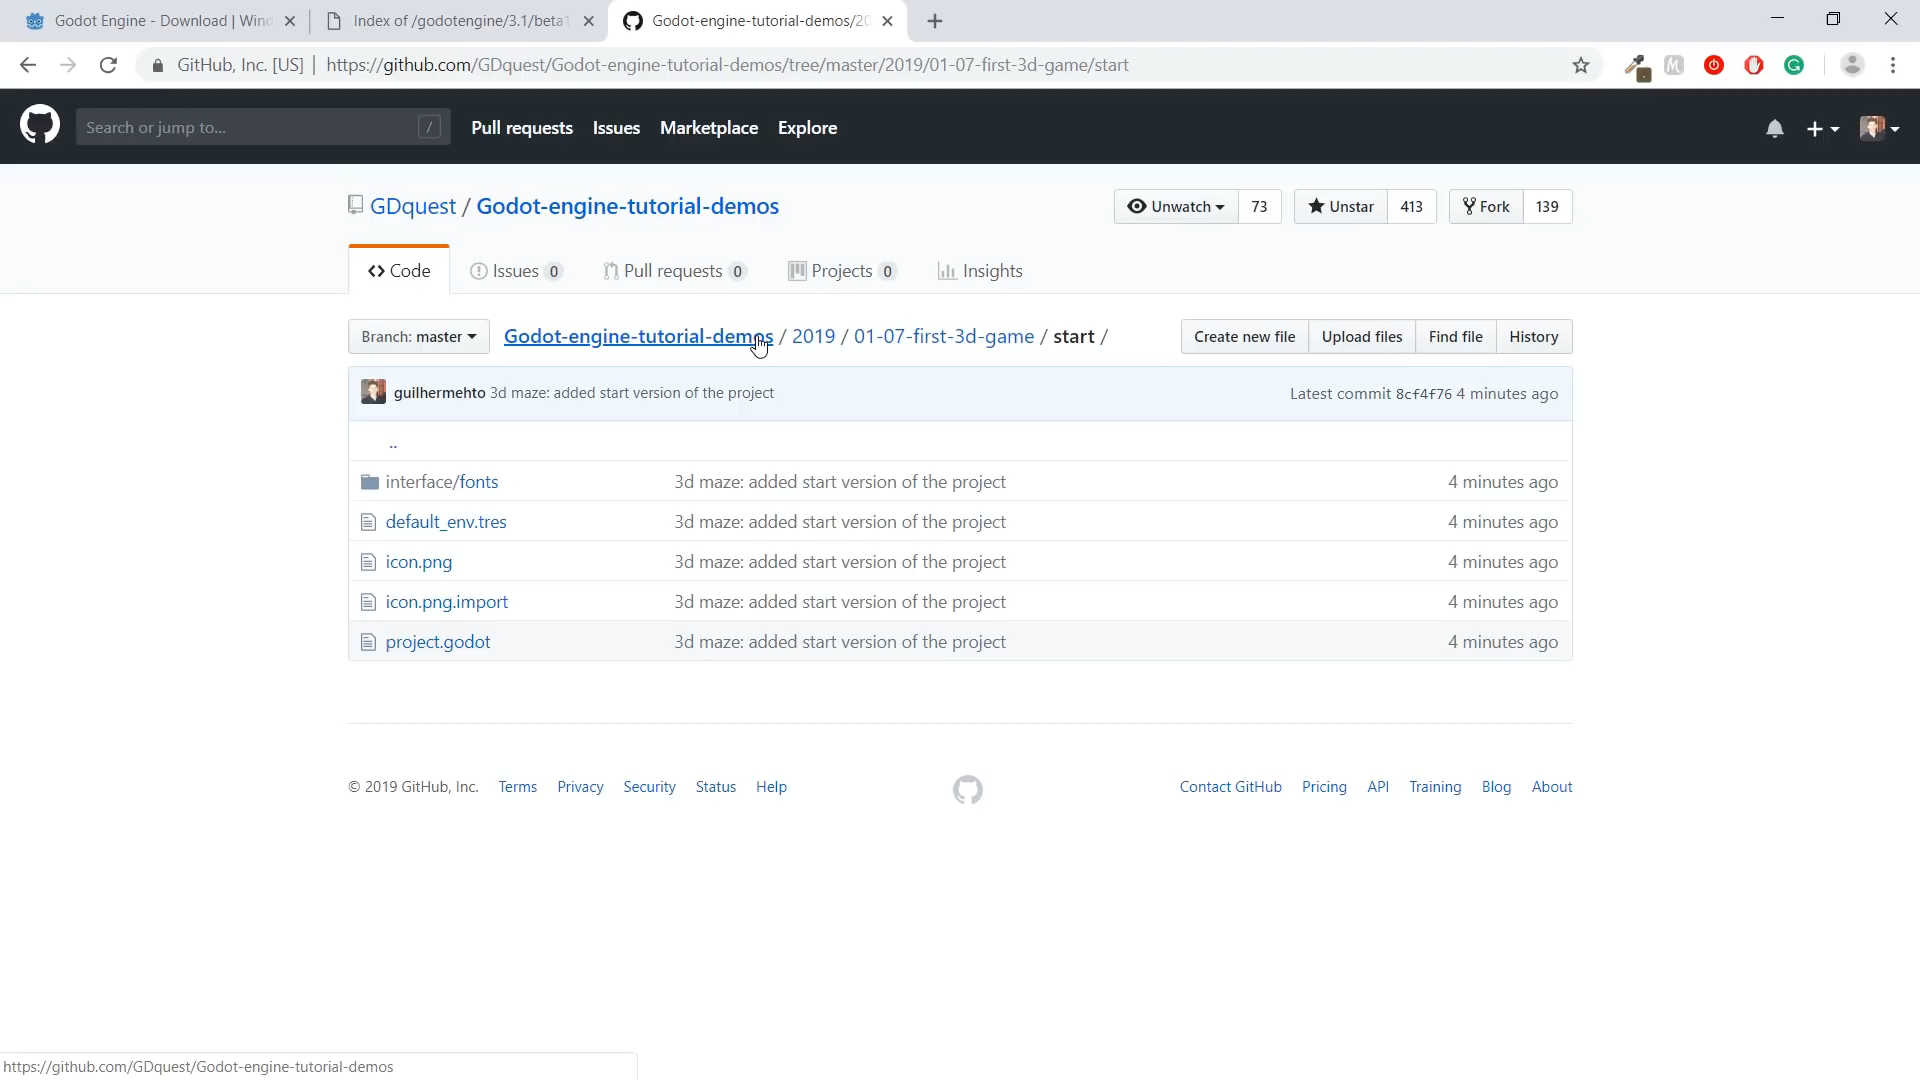 Godot Engine - Download | Wind
Index of /godotengine/3.1/beta1
Godot-engine-tutorial-demos/20
GitHub, Inc. [US] | https://github.com/GDquest/Godot-engine-tutorial-demos/tree/master/2019/01-07-first-3d-game/start
Search or jump to... /
Pull requests Issues Marketplace Explore
GDquest / Godot-engine-tutorial-demos
Unwatch 73 Unstar 413 Fork 139
Code Issues 0 Pull requests 0 Projects 0 Insights
Branch: master Godot-engine-tutorial-demos / 2019 / 01-07-first-3d-game / start / Create new file Upload files Find file History
guilhermehto 3d maze: added start version of the project Latest commit 8cf4f76 4 minutes ago
..
interface/fonts 3d maze: added start version of the project 4 minutes ago
default_env.tres 3d maze: added start version of the project 4 minutes ago
icon.png 3d maze: added start version of the project 4 minutes ago
icon.png.import 3d maze: added start version of the project 4 minutes ago
project.godot 3d maze: added start version of the project 4 minutes ago
© 2019 GitHub, Inc. Terms Privacy Security Status Help Contact GitHub Pricing API Training Blog About
https://github.com/GDquest/Godot-engine-tutorial-demos